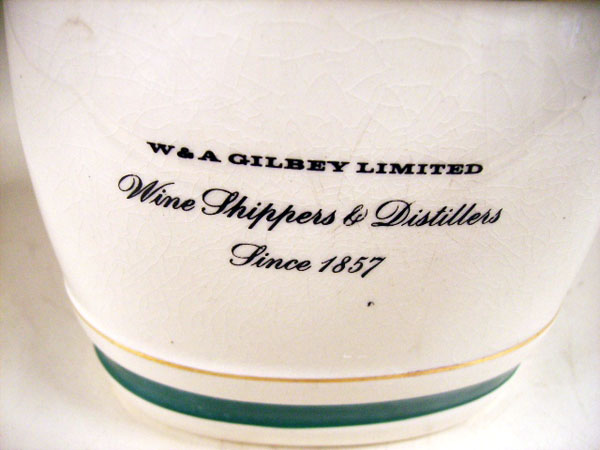 W & A GILBEY LIMITED
Wine Shippers & Distillers
Since 1857